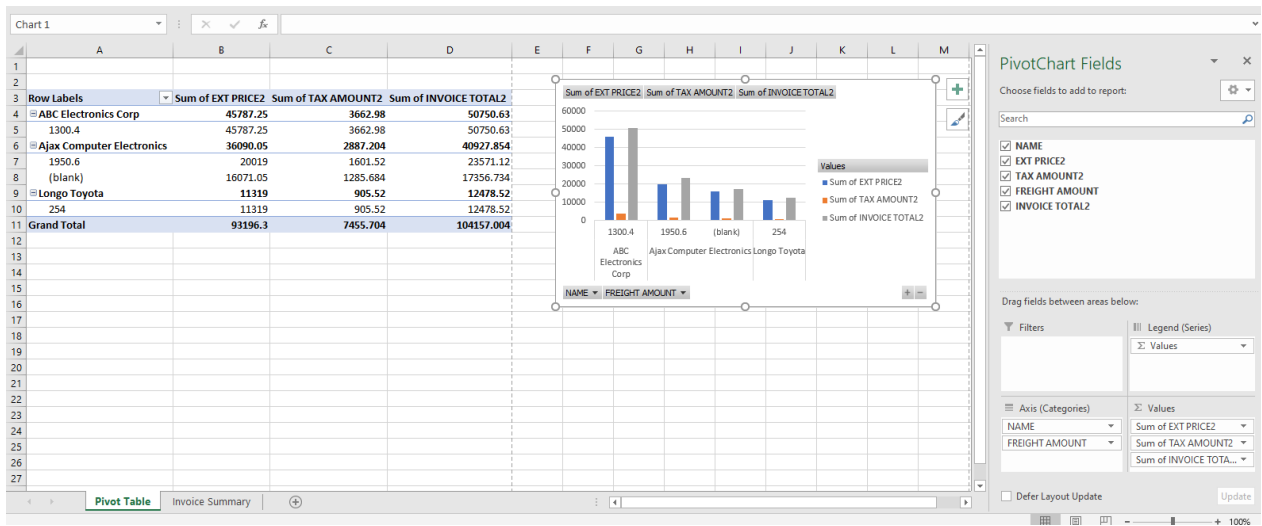 Chart 1
fx
A B C D E F G H I J K L M
1
2
3 Row Labels Sum of EXT PRICE2 Sum of TAX AMOUNT2 Sum of INVOICE TOTAL2
4 ABC Electronics Corp 45787.25 3662.98 50750.63
5 1300.4 45787.25 3662.98 50750.63
6 Ajax Computer Electronics 36090.05 2887.204 40927.854
7 1950.6 20019 1601.52 23571.12
8 (blank) 16071.05 1285.684 17356.734
9 Longo Toyota 11319 905.52 12478.52
10 254 11319 905.52 12478.52
11 Grand Total 93196.3 7455.704 104157.004
12
13
14
15
16
17
18
19
20
21
22
23
24
25
26
27
Sum of EXT PRICE2 Sum of TAX AMOUNT2 Sum of INVOICE TOTAL2
60000
50000
40000
30000
20000
10000
0
1300.4 1950.6 (blank) 254
ABC Electronics Corp Ajax Computer Electronics Longo Toyota
Values
Sum of EXT PRICE2
Sum of TAX AMOUNT2
Sum of INVOICE TOTAL2
NAME FREIGHT AMOUNT
PivotChart Fields
Choose fields to add to report:
Search
NAME
EXT PRICE2
TAX AMOUNT2
FREIGHT AMOUNT
INVOICE TOTAL2
Drag fields between areas below:
Filters
Legend (Series)
Σ Values
Axis (Categories)
NAME
FREIGHT AMOUNT
Σ Values
Sum of EXT PRICE2
Sum of TAX AMOUNT2
Sum of INVOICE TOTA...
Defer Layout Update Update
Pivot Table Invoice Summary
100%